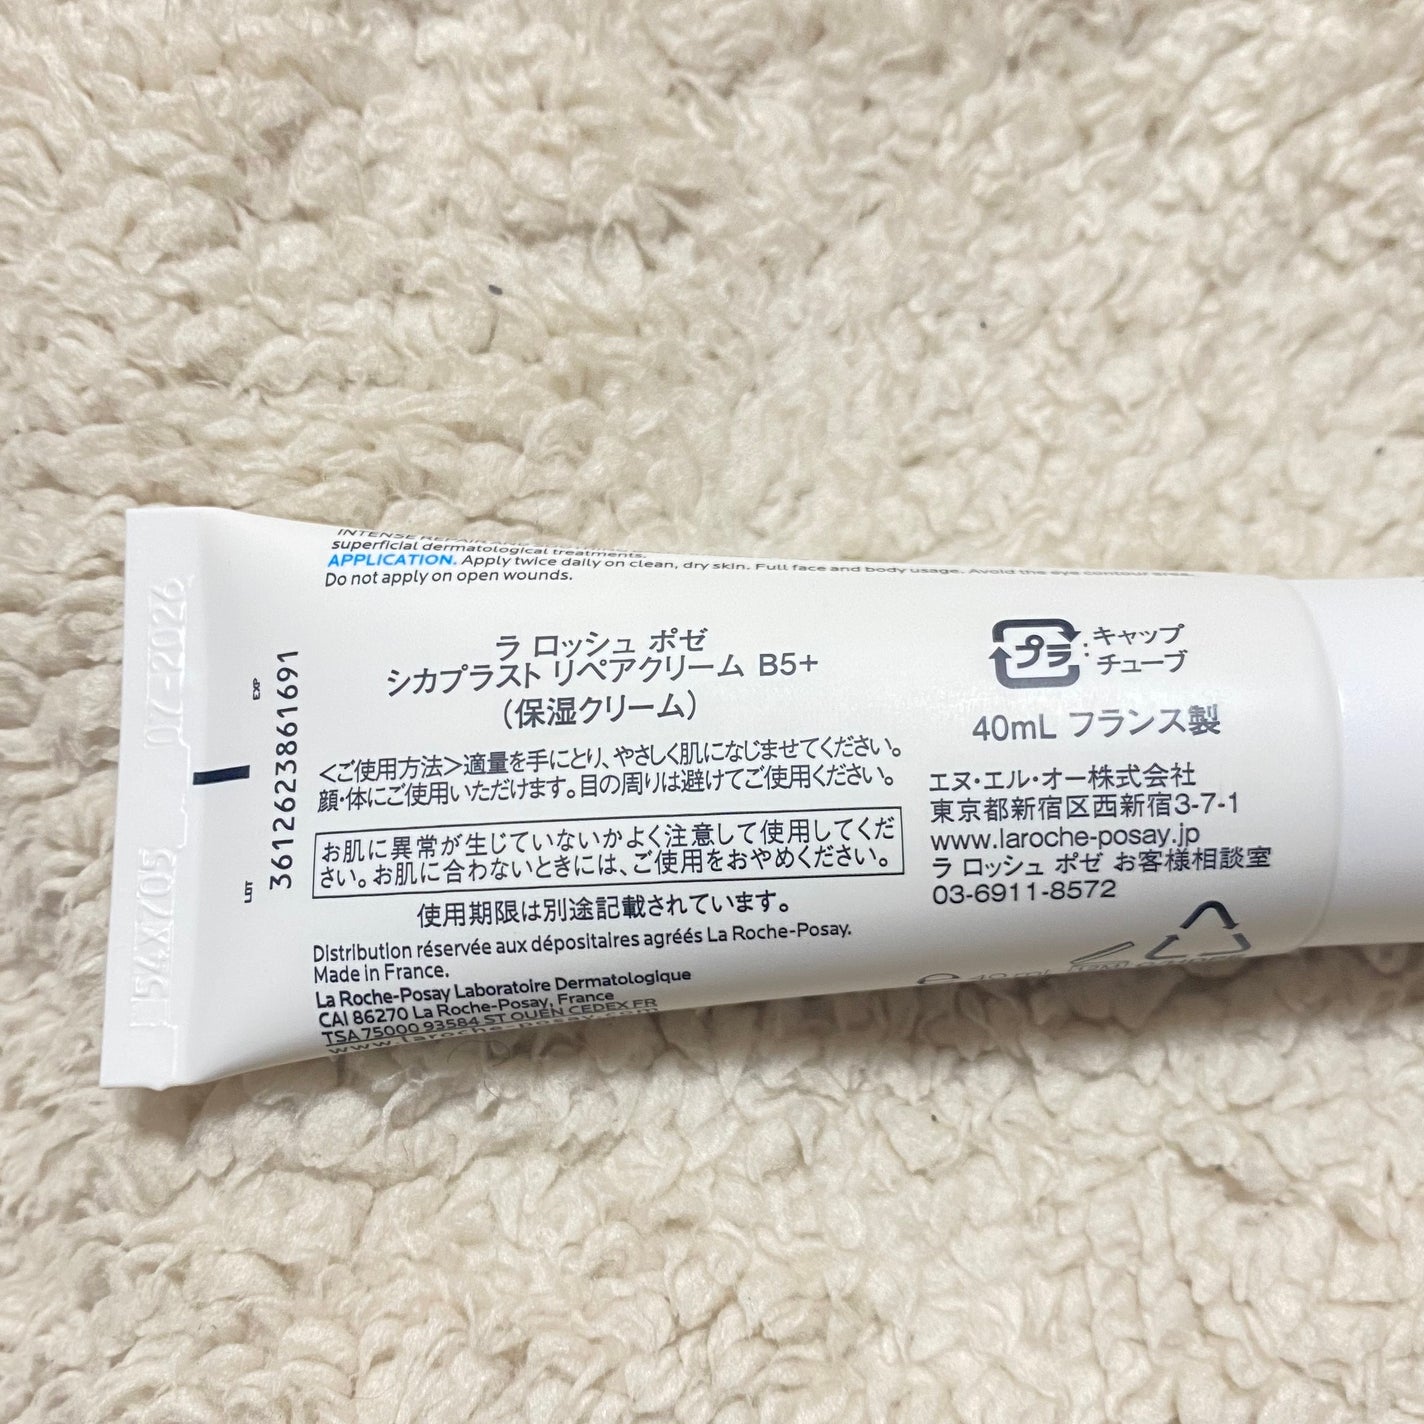 INTENSE REPAIR AND
superficial dermatological treatments.
APPLICATION. Apply twice daily on clean, dry skin. Full face and body usage. Avoid the eye contour area.
Do not apply on open wounds.
ラ ロッシュ ポゼ
シカプラスト リペアクリーム B5+
(保湿クリーム)
<ご使用方法>適量を手にとり、やさしく肌になじませてください。
顔・体にご使用いただけます。目の周りは避けてご使用ください。
お肌に異常が生じていないかよく注意して使用してくだ
さい。お肌に合わないときには、ご使用をおやめください。
使用期限は別途記載されています。
Distribution réservée aux dépositaires agréés La Roche-Posay.
Made in France.
La Roche-Posay Laboratoire Dermatologique
CAI 86270 La Roche-Posay, France
TSA 75000 93584 ST OUEN CEDEX FR
www.laroche-posay.com
プラ
:キャップ
チューブ
40mL フランス製
エヌ・エル・オー株式会社
東京都新宿区西新宿3-7-1
www.laroche-posay.jp
ラ ロッシュ ポゼ お客様相談室
03-6911-8572
e 40 mL
12M
EXP
LOT
3612623861691
07-2026
54X705